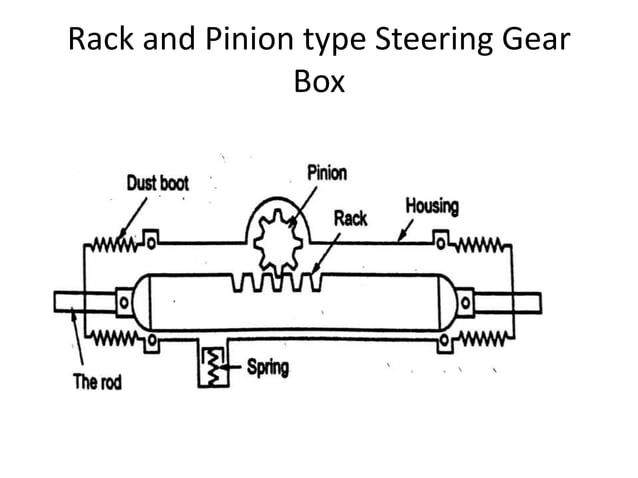 Rack and Pinion type Steering Gear
Box
Pinion
Dust boot
Housing
Rack
Spring
The rod